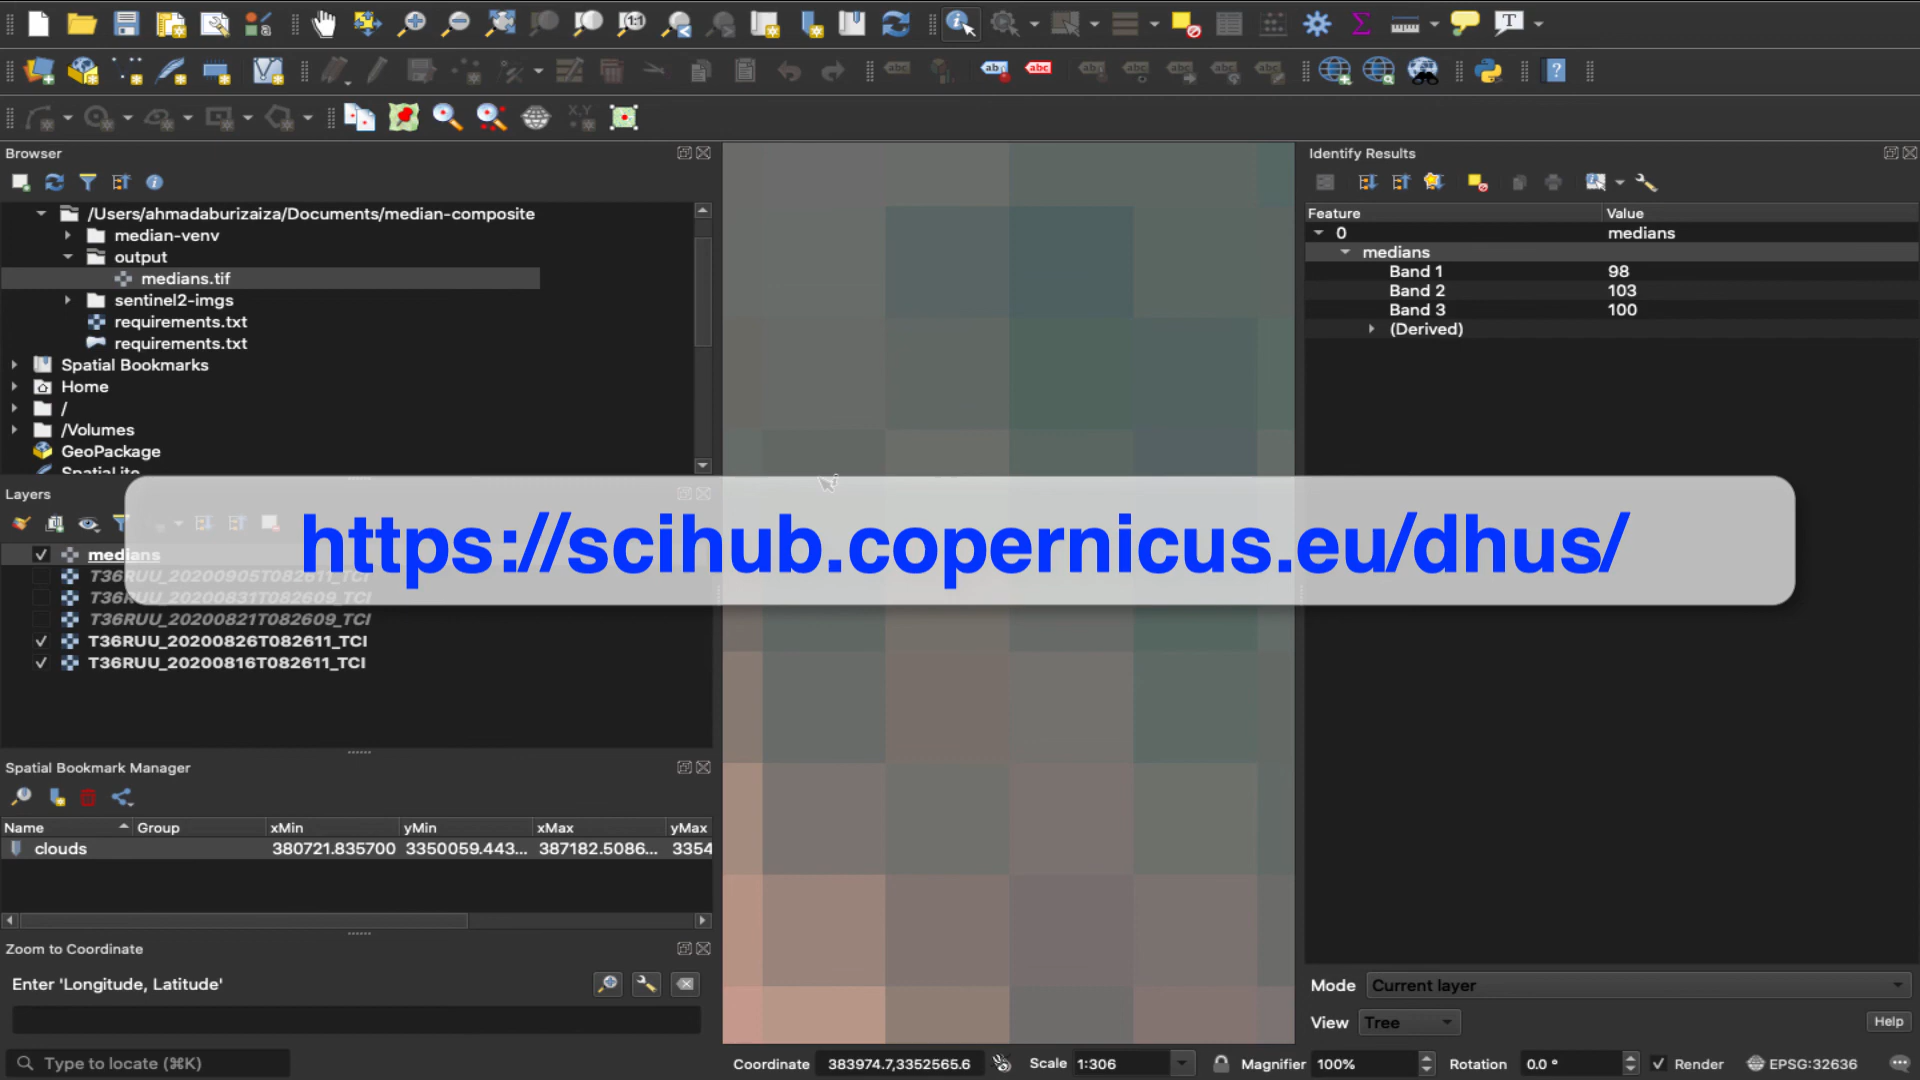 Browser
/Users/ahmadaburizaiza/Documents/median-composite
median-venv
output
medians.tif
sentinel2-imgs
requirements.txt
requirements.txt
Spatial Bookmarks
Home
/
/Volumes
GeoPackage
SpatiaLite
Layers
https://scihub.copernicus.eu/dhus/
medians
T36RUU_20200905T082611_TCI
T36RUU_20200831T082609_TCI
T36RUU_20200821T082609_TCI
T36RUU_20200826T082611_TCI
T36RUU_20200816T082611_TCI
Spatial Bookmark Manager
Name Group xMin yMin xMax yMax
clouds 380721.835700 3350059.443... 387182.5086... 3354
Zoom to Coordinate
Enter 'Longitude, Latitude'
Type to locate (⌘K)
Identify Results
Feature Value
0 medians
medians
Band 1 98
Band 2 103
Band 3 100
(Derived)
Mode Current layer
View Tree Help
Coordinate 383974.7,3352565.6 Scale 1:306 Magnifier 100% Rotation 0.0 ° Render EPSG:32636